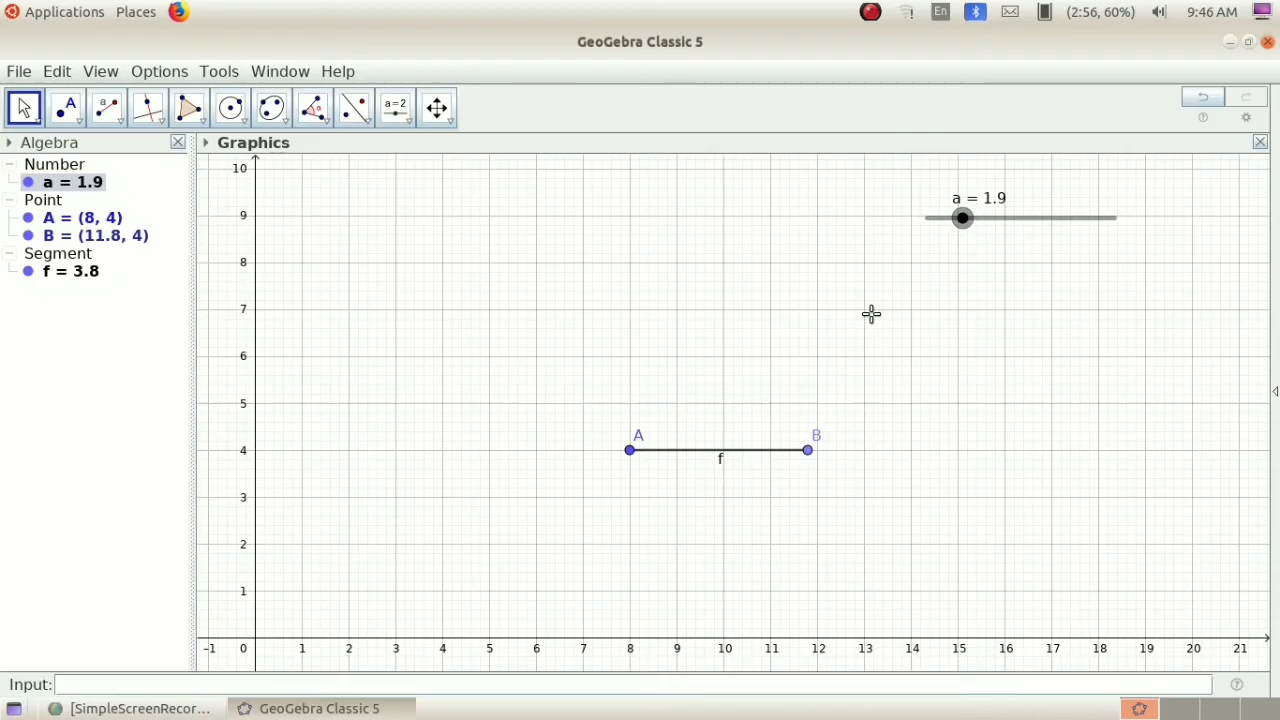 Applications Places En (2:56, 60%) 9:46 AM
GeoGebra Classic 5
File Edit View Options Tools Window Help
A a α a=2
Algebra Graphics
Number
a = 1.9
Point
A = (8, 4)
B = (11.8, 4)
Segment
f = 3.8
a = 1.9
10
9
8
7
6
5
4
3
2
1
A B
f
-1 0 1 2 3 4 5 6 7 8 9 10 11 12 13 14 15 16 17 18 19 20 21
Input:
[SimpleScreenRecor... GeoGebra Classic 5